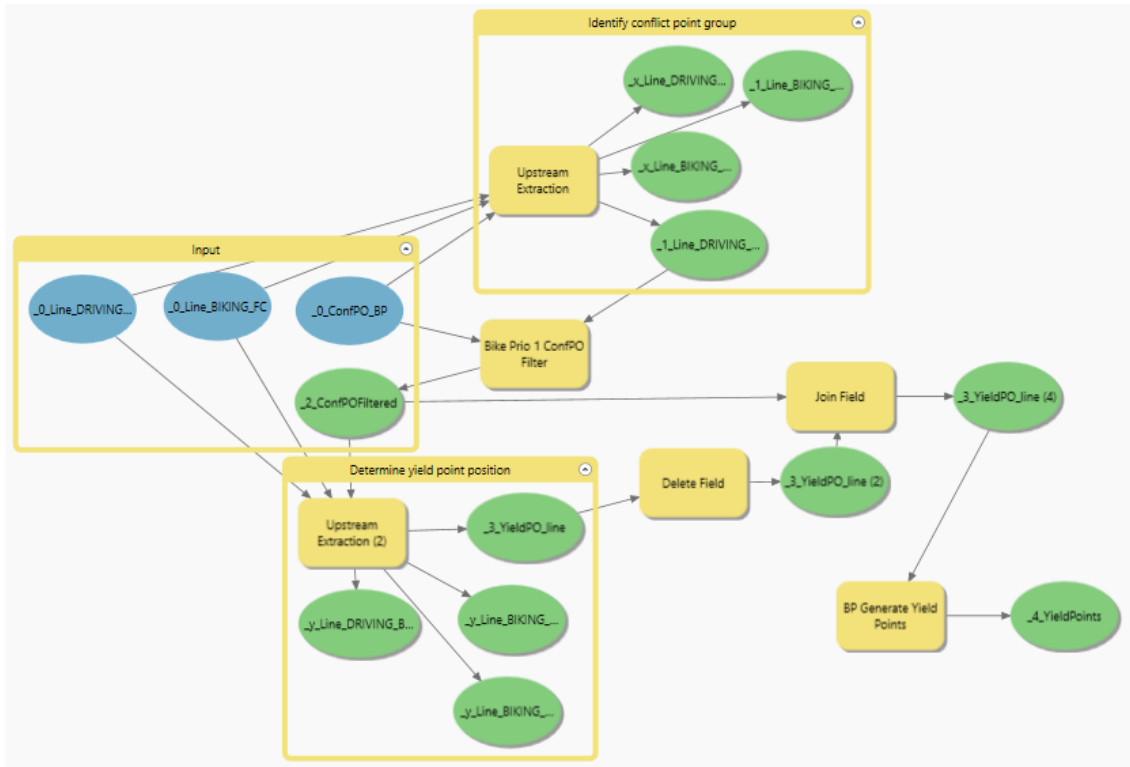 Identify conflict point group
_x_Line_DRIVING...
_1_Line_BIKING_...
Upstream
Extraction
_x_Line_BIKING_...
_1_Line_DRIVING_...
Input
_0_Line_DRIVING...
_0_Line_BIKING_FC
_0_ConfPO_BP
Bike Prio 1 ConfPO
Filter
_2_ConfPOFiltered
Join Field
_3_YieldPO_line (4)
Determine yield point position
Delete Field
_3_YieldPO_line (2)
Upstream
Extraction (2)
_3_YieldPO_line
_y_Line_DRIVING_B...
_y_Line_BIKING_...
BP Generate Yield
Points
_4_YieldPoints
_y_Line_BIKING_...